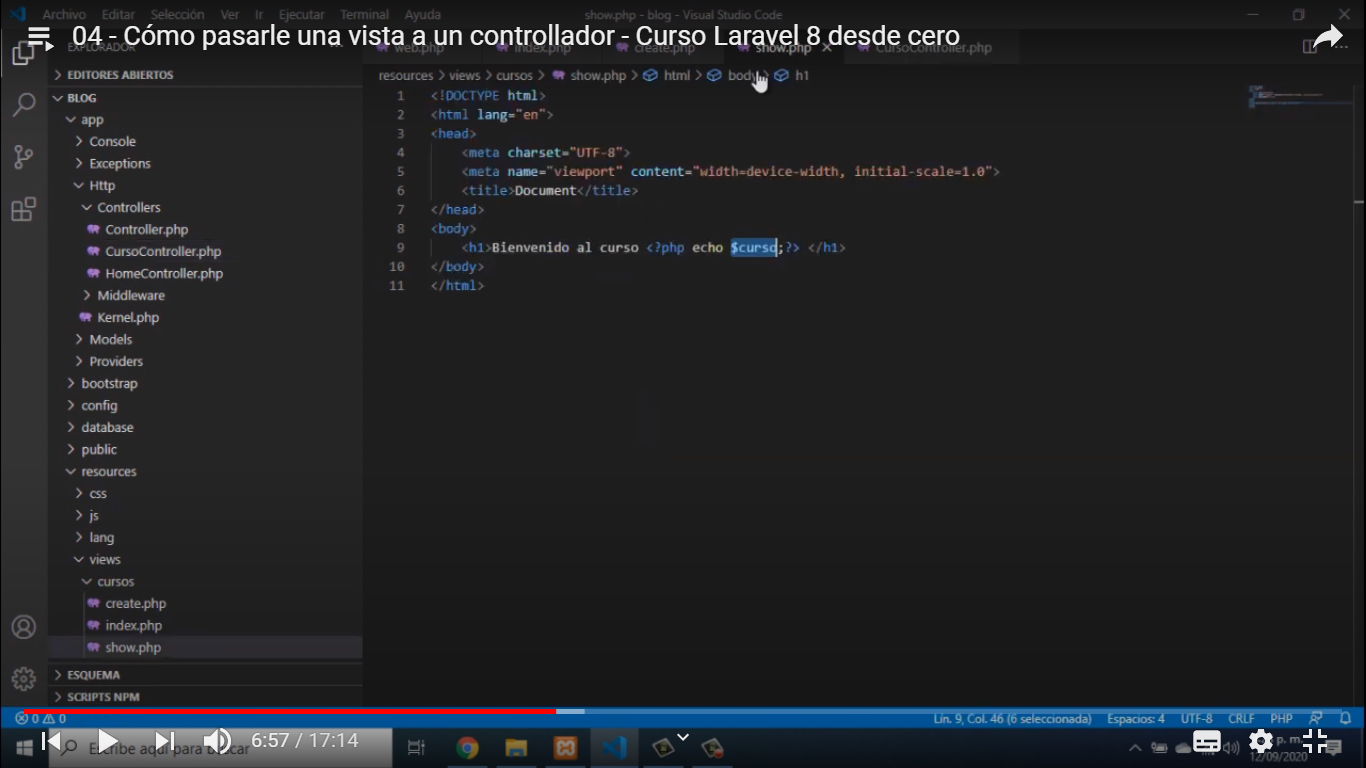 Archivo Editar Selección Ver Ir Ejecutar Terminal Ayuda
show.php - blog - Visual Studio Code
04 - Cómo pasarle una vista a un controllador - Curso Laravel 8 desde cero
EXPLORADOR
web.php index.php create.php show.php CursoController.php
EDITORES ABIERTOS
BLOG
app
Console
Exceptions
Http
Controllers
Controller.php
CursoController.php
HomeController.php
Middleware
Kernel.php
Models
Providers
bootstrap
config
database
public
resources
css
js
lang
views
cursos
create.php
index.php
show.php
ESQUEMA
SCRIPTS NPM
resources > views > cursos > show.php > html > body > h1
1 <!DOCTYPE html>
2 <html lang="en">
3 <head>
4 <meta charset="UTF-8">
5 <meta name="viewport" content="width=device-width, initial-scale=1.0">
6 <title>Document</title>
7 </head>
8 <body>
9 <h1>Bienvenido al curso <?php echo $curso;?> </h1>
10 </body>
11 </html>
0 0
Lín. 9, Col. 46 (6 seleccionada) Espacios: 4 UTF-8 CRLF PHP
Escribe aquí para buscar
6:57 / 17:14
p. m.
12/09/2020